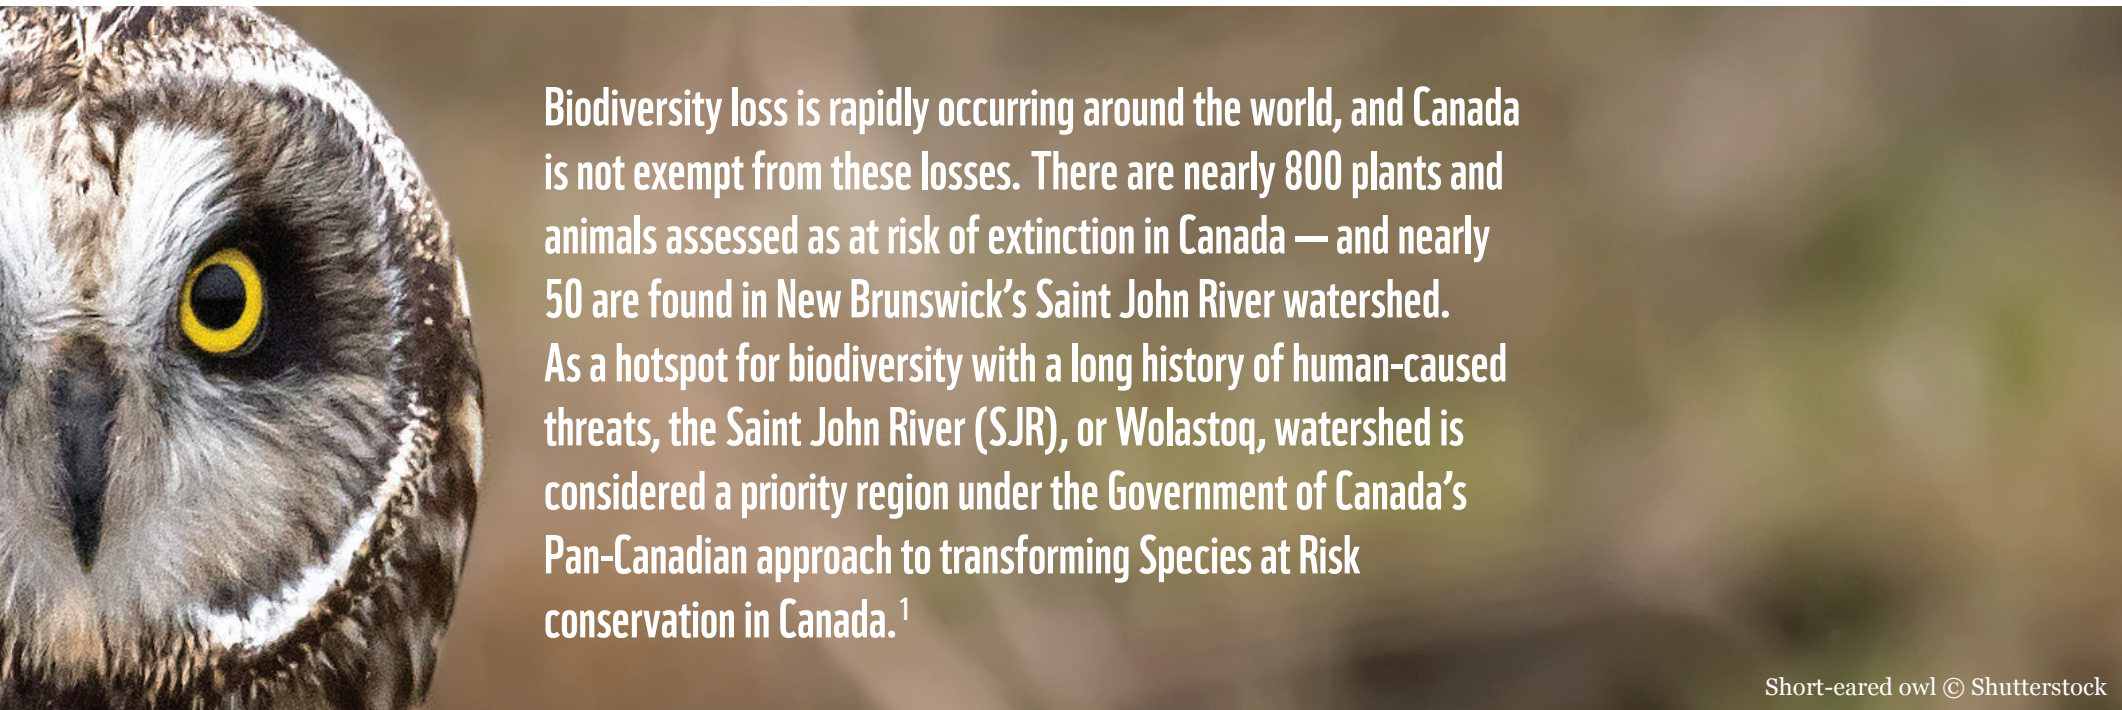 Biodiversity loss is rapidly occurring around the world, and Canada
is not exempt from these losses. There are nearly 800 plants and
animals assessed as at risk of extinction in Canada — and nearly
50 are found in New Brunswick’s Saint John River watershed.
As a hotspot for biodiversity with a long history of human-caused
threats, the Saint John River (SJR), or Wolastoq, watershed is
considered a priority region under the Government of Canada’s
Pan-Canadian approach to transforming Species at Risk
conservation in Canada. 1
Short-eared owl © Shutterstock